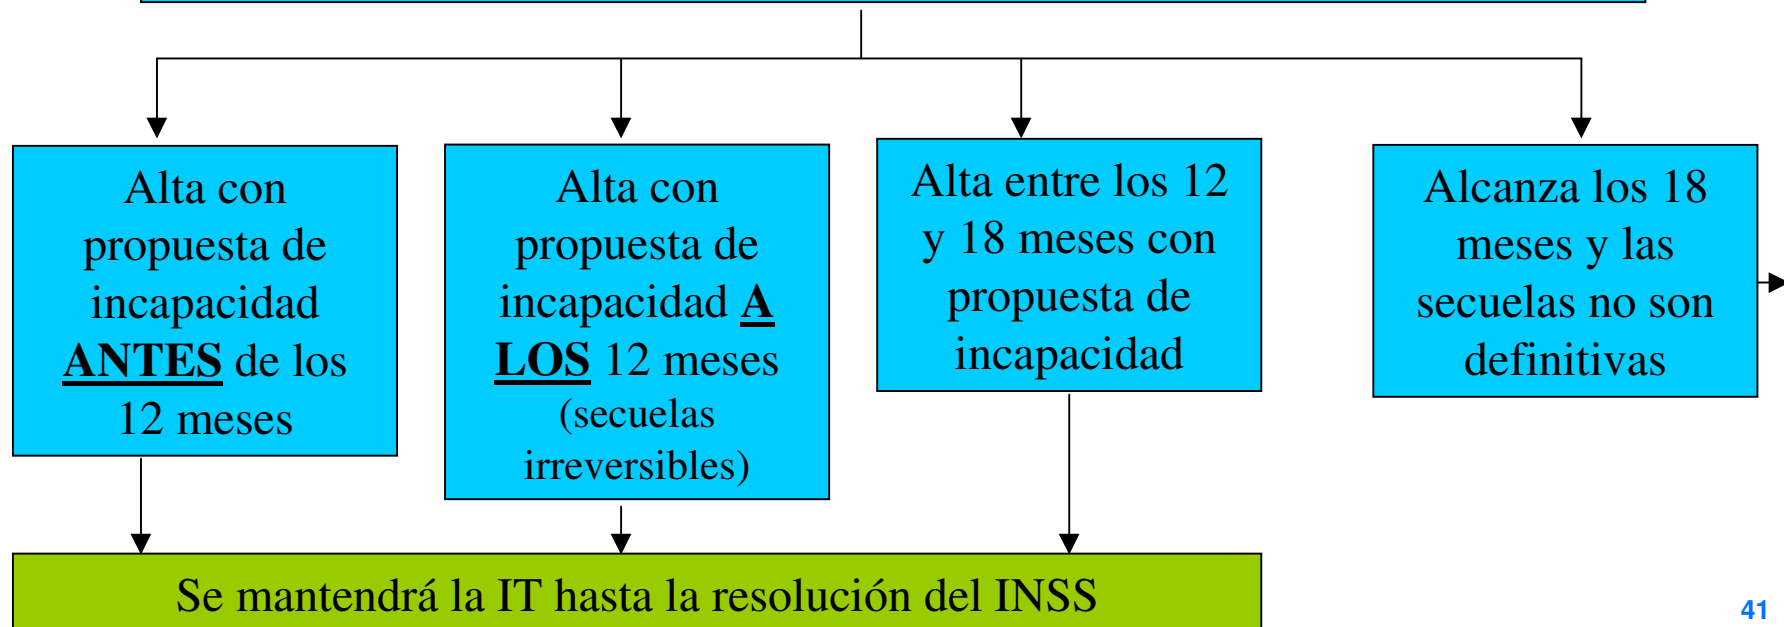 Alta con
propuesta de
incapacidad
ANTES de los
12 meses
Alta con
propuesta de
incapacidad A
LOS 12 meses
(secuelas
irreversibles)
Alta entre los 12
y 18 meses con
propuesta de
incapacidad
Alcanza los 18
meses y las
secuelas no son
definitivas
Se mantendrá la IT hasta la resolución del INSS
41